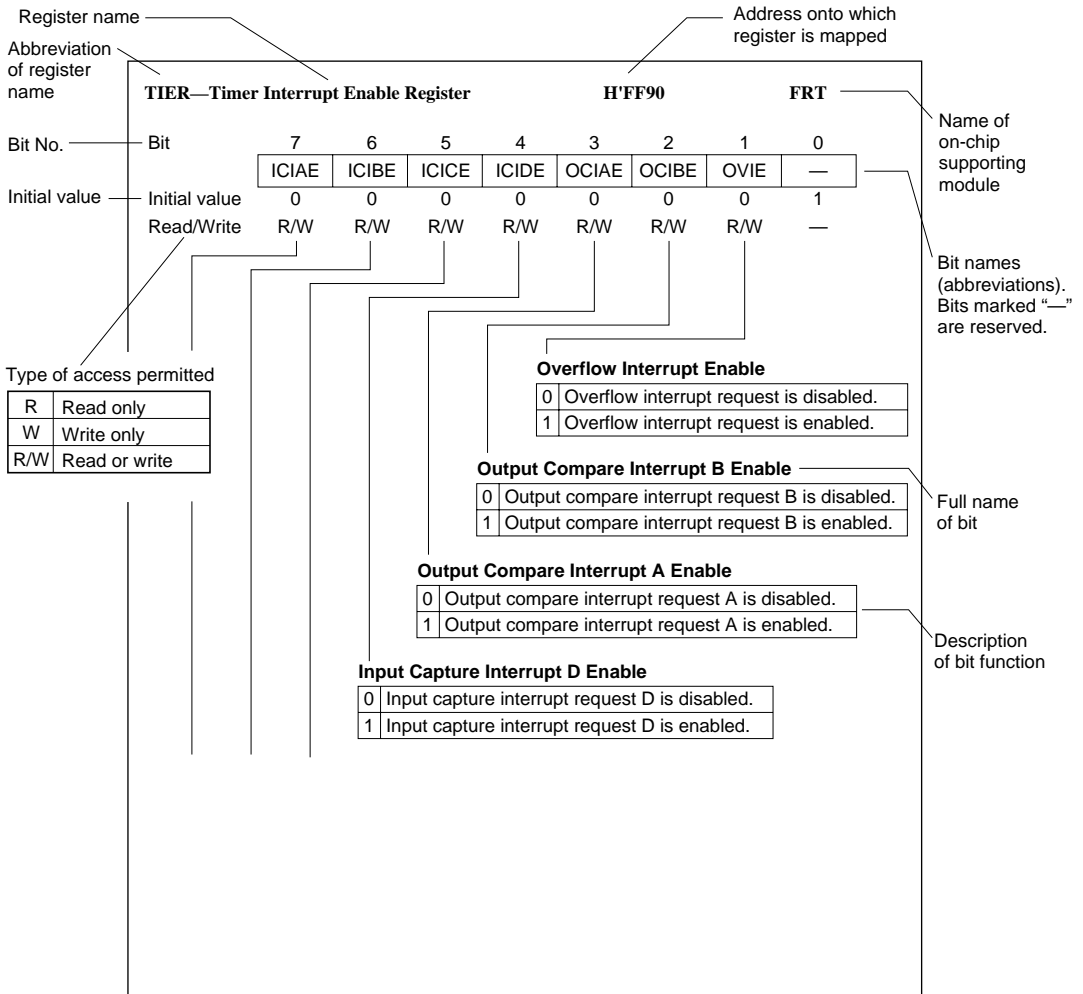 Register name
Address onto which
register is mapped
Abbreviation
of register
name
TIER—Timer Interrupt Enable Register H'FF90 FRT
Name of
on-chip
supporting
module
Bit No. Bit 7 6 5 4 3 2 1 0
ICIAE ICIBE ICICE ICIDE OCIAE OCIBE OVIE —
Initial value Initial value 0 0 0 0 0 0 0 1
Read/Write R/W R/W R/W R/W R/W R/W R/W —
Bit names
(abbreviations).
Bits marked “—”
are reserved.
Type of access permitted
R Read only
W Write only
R/W Read or write
Overflow Interrupt Enable
0 Overflow interrupt request is disabled.
1 Overflow interrupt request is enabled.
Output Compare Interrupt B Enable
0 Output compare interrupt request B is disabled.
1 Output compare interrupt request B is enabled.
Full name
of bit
Output Compare Interrupt A Enable
0 Output compare interrupt request A is disabled.
1 Output compare interrupt request A is enabled.
Description
of bit function
Input Capture Interrupt D Enable
0 Input capture interrupt request D is disabled.
1 Input capture interrupt request D is enabled.